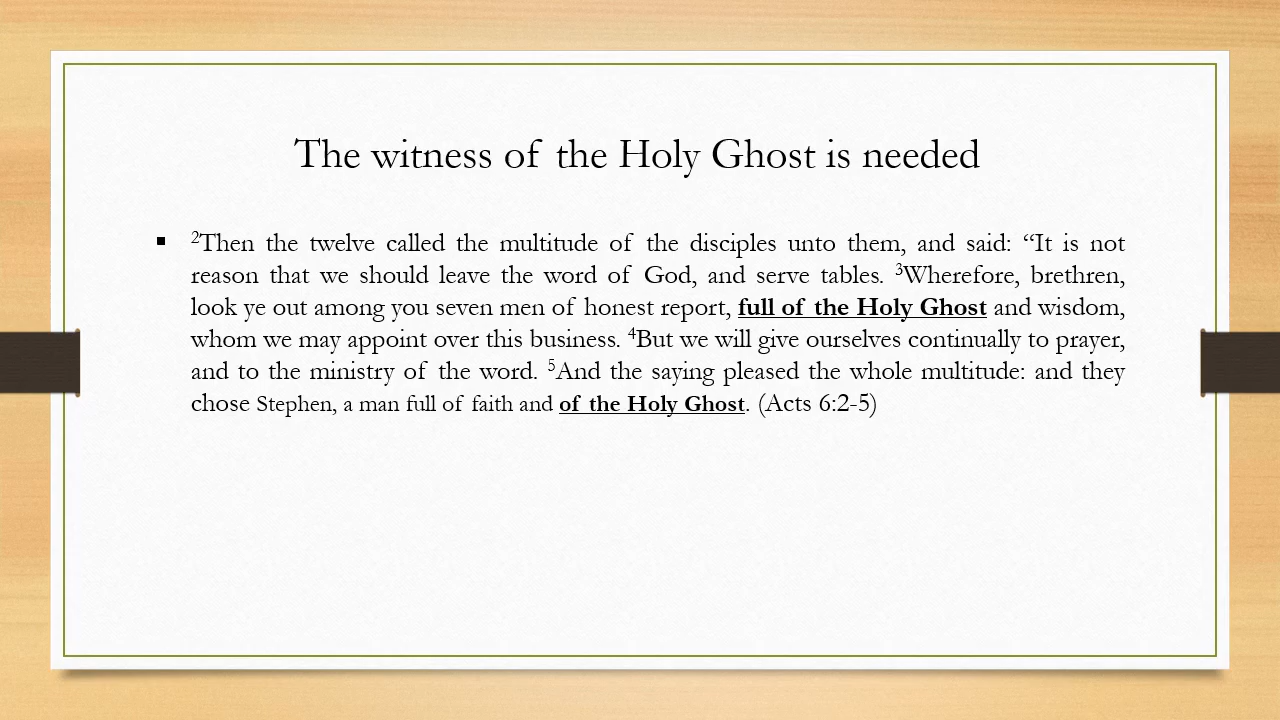 The witness of the Holy Ghost is needed
▪ ²Then the twelve called the multitude of the disciples unto them, and said: “It is not
reason that we should leave the word of God, and serve tables. ³Wherefore, brethren,
look ye out among you seven men of honest report, full of the Holy Ghost and wisdom,
whom we may appoint over this business. ⁴But we will give ourselves continually to prayer,
and to the ministry of the word. ⁵And the saying pleased the whole multitude: and they
chose Stephen, a man full of faith and of the Holy Ghost. (Acts 6:2-5)